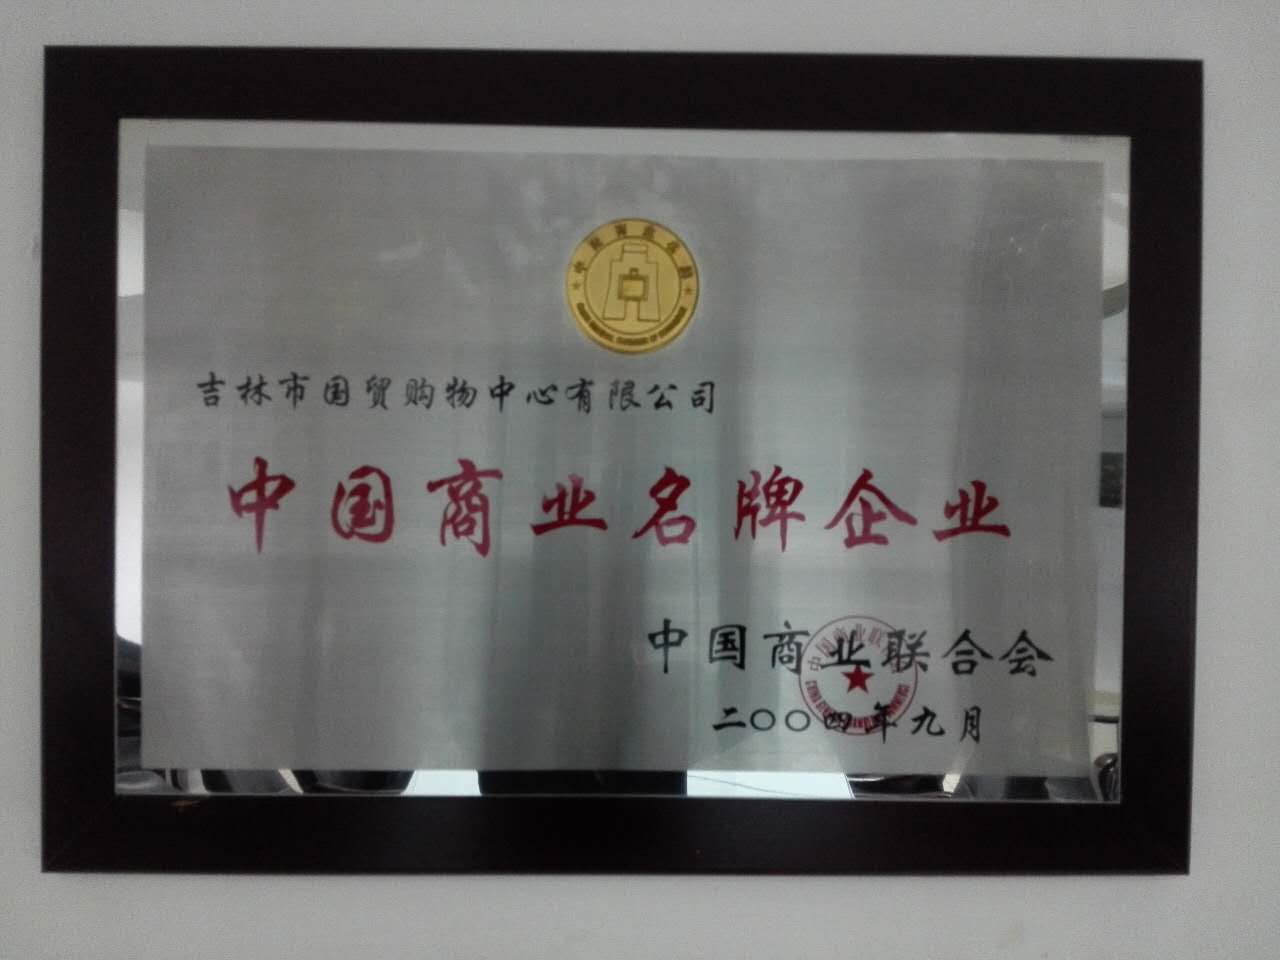 吉林市国贸购物中心有限公司
中国商业名牌企业
中国商业联合会
二〇〇四年九月